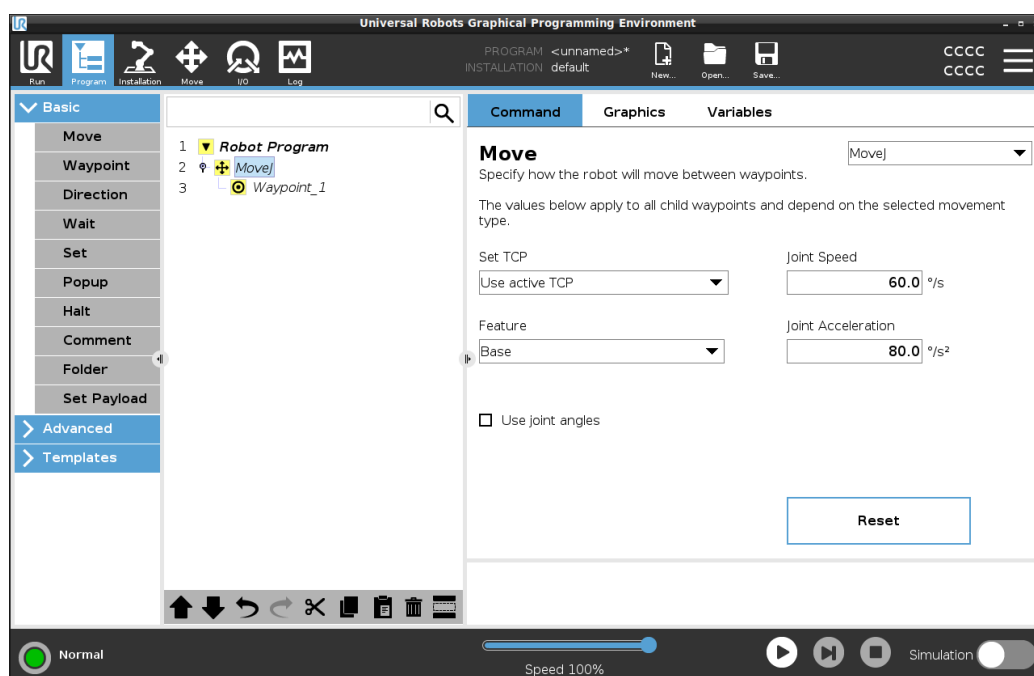 UR
Universal Robots Graphical Programming Environment
UR
Run
Program
Installation
Move
I/O
Log
PROGRAM <unnamed>*
INSTALLATION default
New...
Open...
Save...
CCCC
CCCC
Basic
Move
Waypoint
Direction
Wait
Set
Popup
Halt
Comment
Folder
Set Payload
Advanced
Templates
1 Robot Program
2 MoveJ
3 Waypoint_1
Command Graphics Variables
Move
MoveJ
Specify how the robot will move between waypoints.
The values below apply to all child waypoints and depend on the selected movement
type.
Set TCP
Use active TCP
Joint Speed
60.0 °/s
Feature
Base
Joint Acceleration
80.0 °/s²
Use joint angles
Reset
Normal
Speed 100%
Simulation